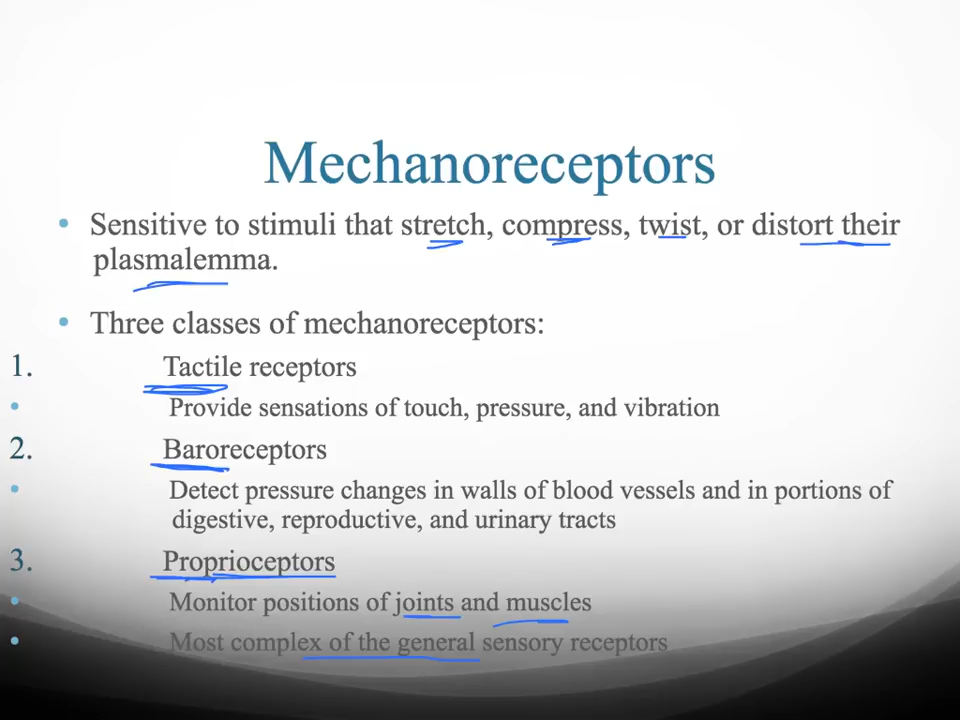 Mechanoreceptors
• Sensitive to stimuli that stretch, compress, twist, or distort their
plasmalemma.
• Three classes of mechanoreceptors:
1. Tactile receptors
• Provide sensations of touch, pressure, and vibration
2. Baroreceptors
• Detect pressure changes in walls of blood vessels and in portions of
digestive, reproductive, and urinary tracts
3. Proprioceptors
• Monitor positions of joints and muscles
• Most complex of the general sensory receptors